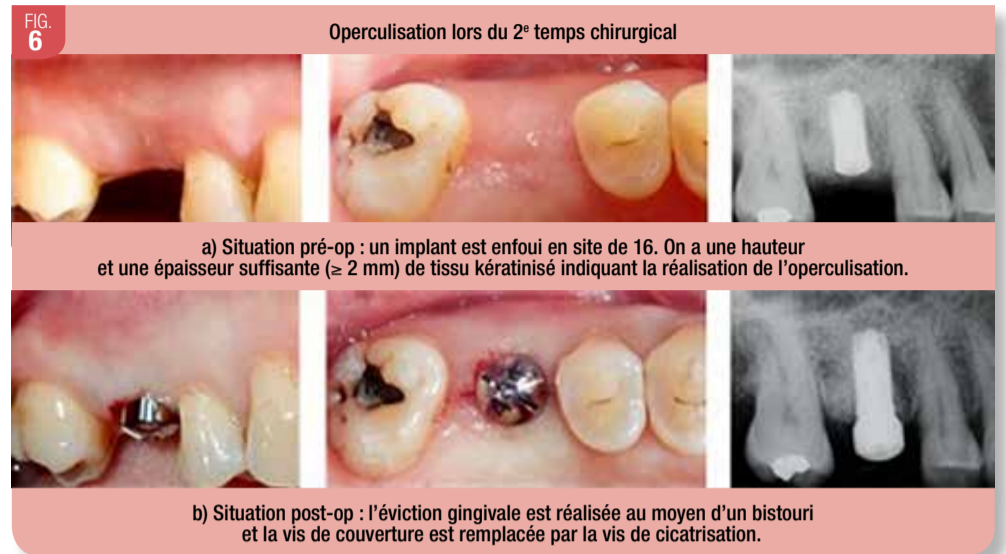 FIG.
6
Operculisation lors du 2e temps chirurgical
a) Situation pré-op : un implant est enfoui en site de 16. On a une hauteur
et une épaisseur suffisante (≥ 2 mm) de tissu kératinisé indiquant la réalisation de l’operculisation.
b) Situation post-op : l’éviction gingivale est réalisée au moyen d’un bistouri
et la vis de couverture est remplacée par la vis de cicatrisation.